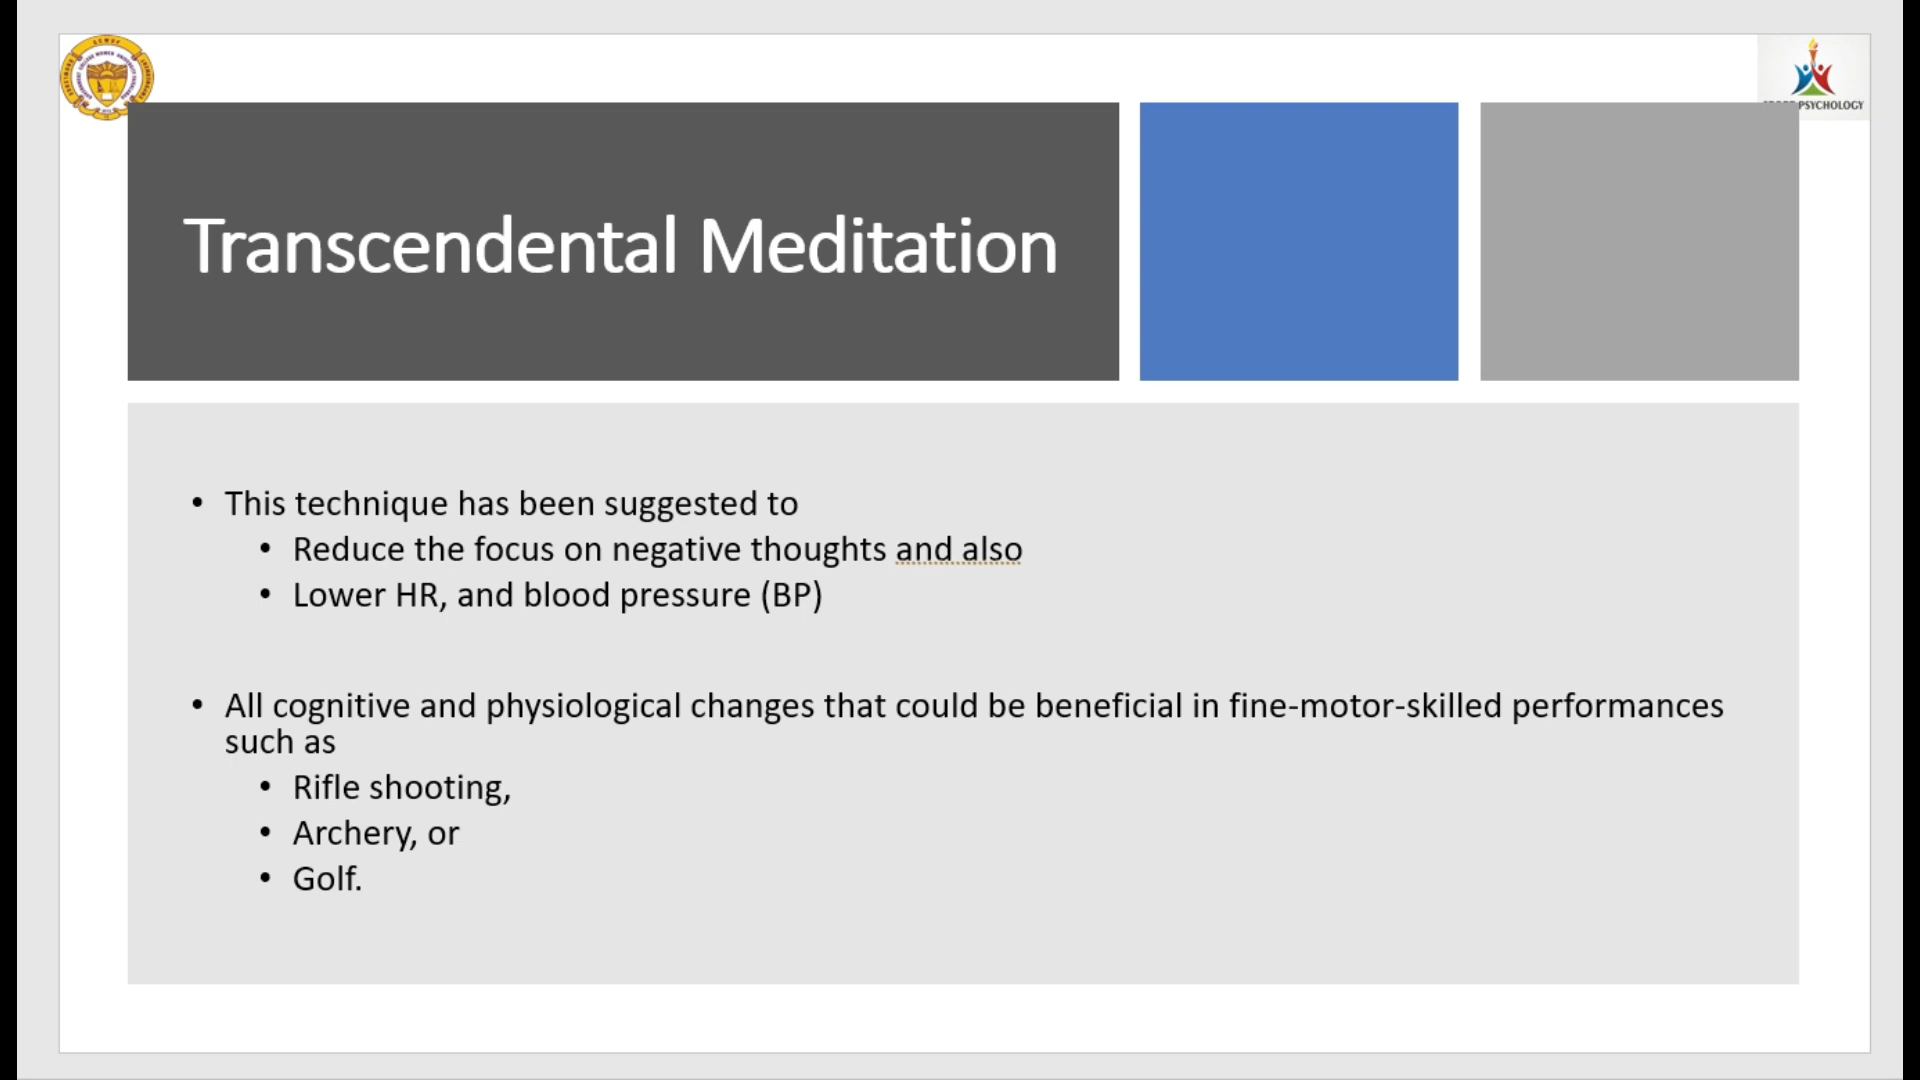 PSYCHOLOGY
Transcendental Meditation
• This technique has been suggested to
• Reduce the focus on negative thoughts and also
• Lower HR, and blood pressure (BP)
• All cognitive and physiological changes that could be beneficial in fine-motor-skilled performances
such as
• Rifle shooting,
• Archery, or
• Golf.